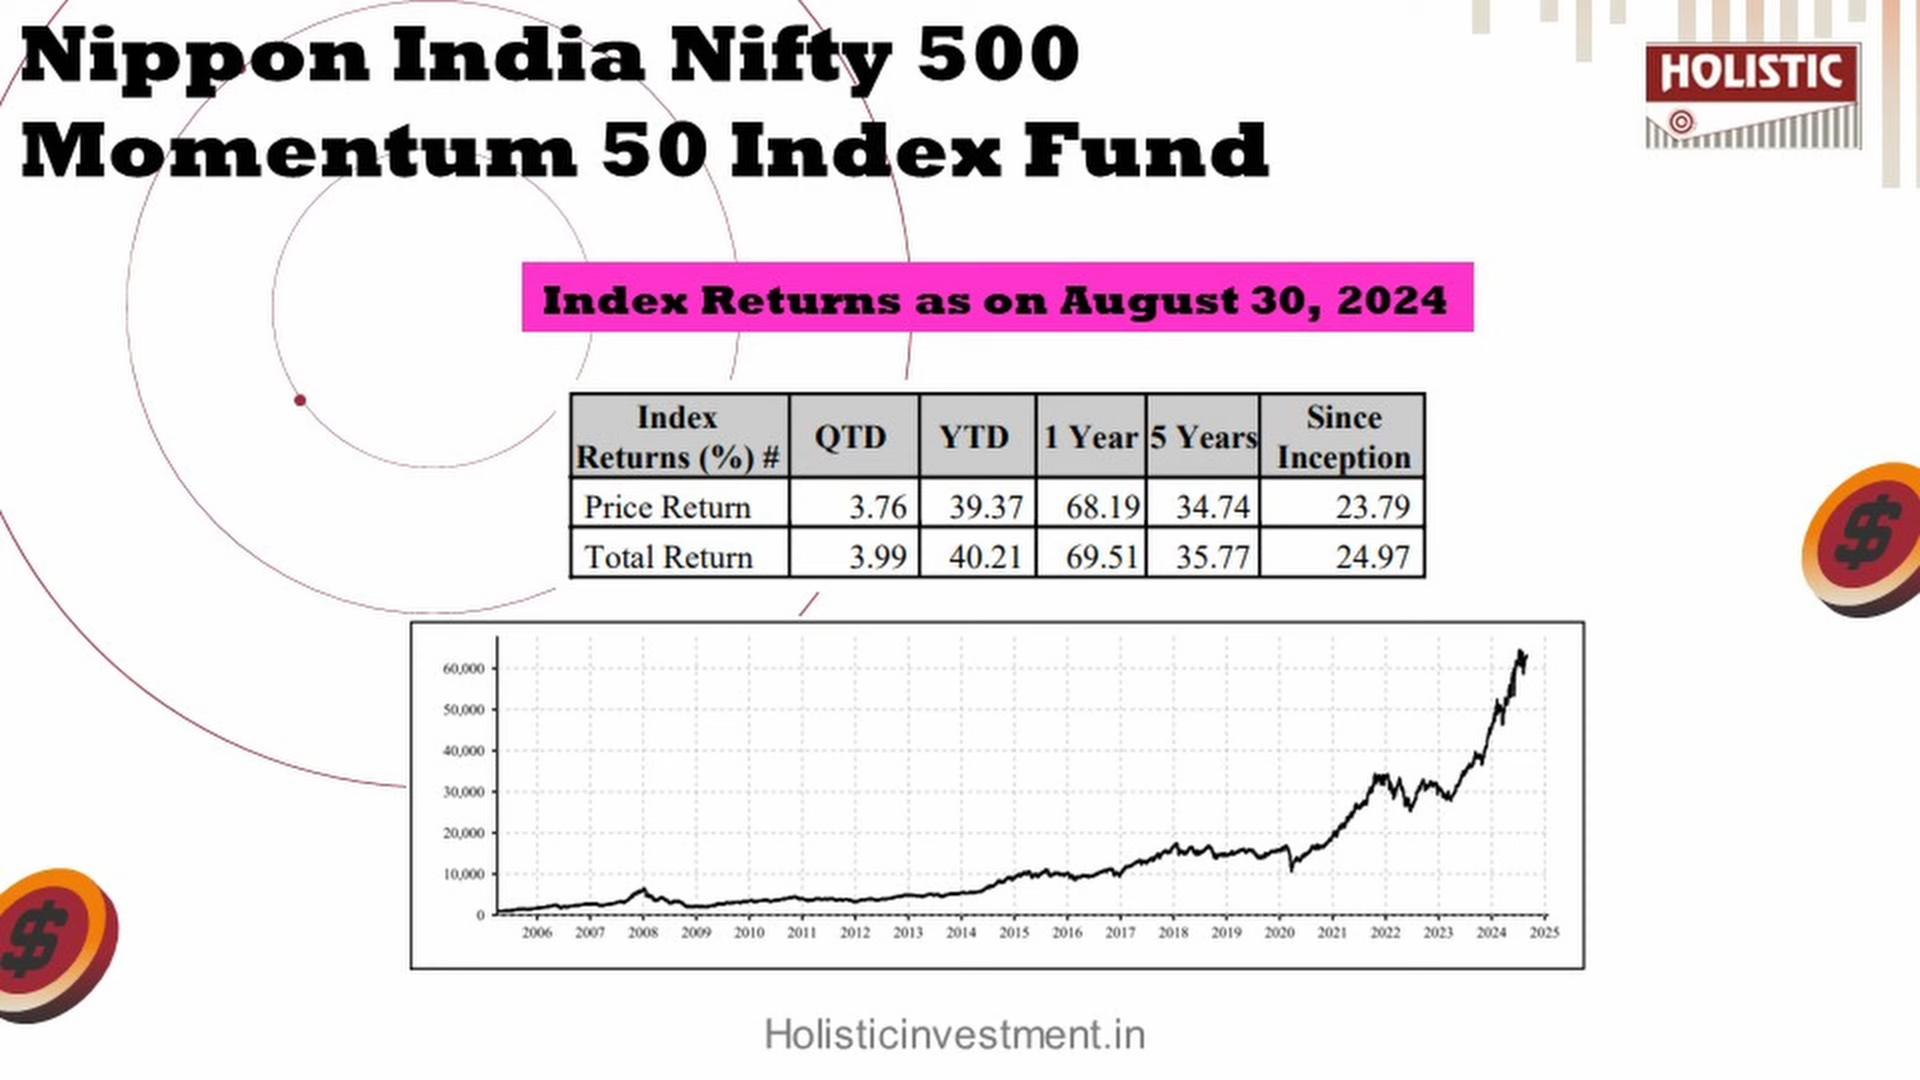 Nippon India Nifty 500
Momentum 50 Index Fund
HOLISTIC
Index Returns as on August 30, 2024
Index Returns (%) # QTD YTD 1 Year 5 Years Since Inception
Price Return 3.76 39.37 68.19 34.74 23.79
Total Return 3.99 40.21 69.51 35.77 24.97
60,000
50,000
40,000
30,000
20,000
10,000
0
2006 2007 2008 2009 2010 2011 2012 2013 2014 2015 2016 2017 2018 2019 2020 2021 2022 2023 2024 2025
$
$
Holisticinvestment.in